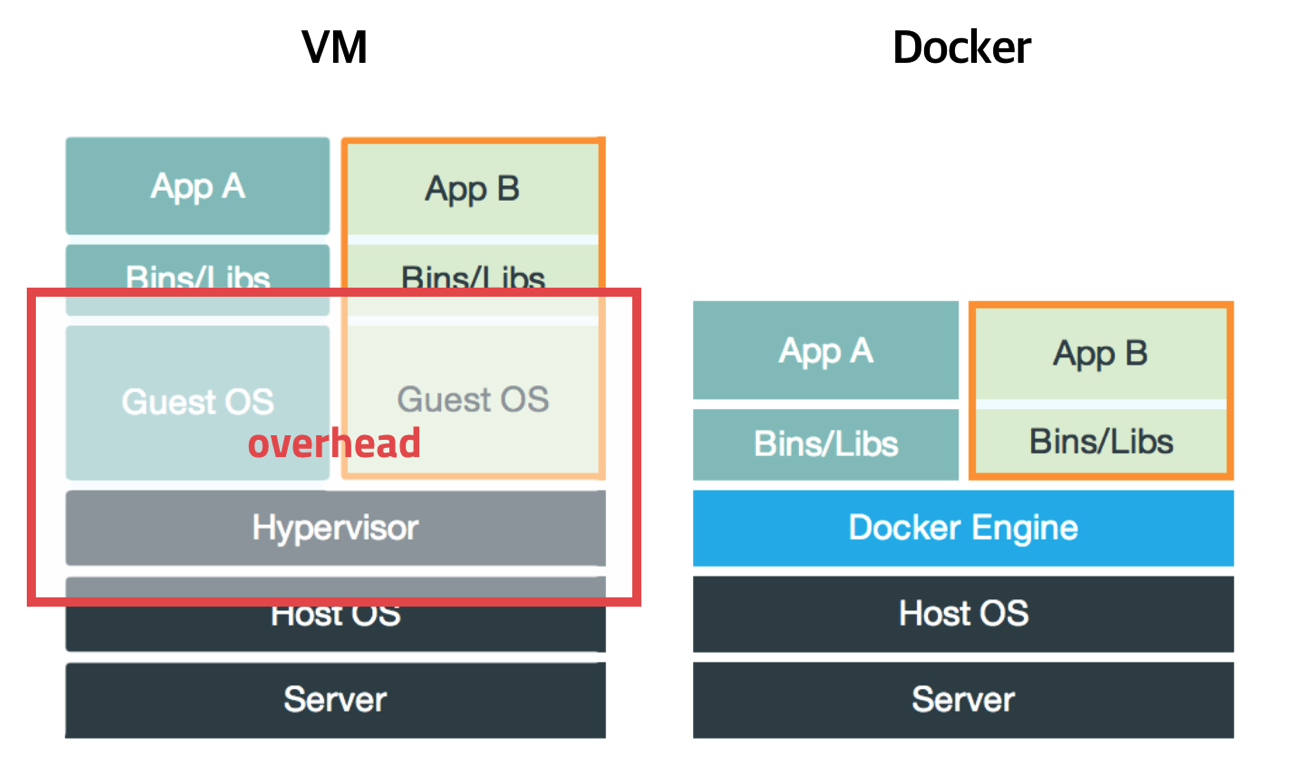 VM
Docker
App A
App B
Bins/Libs
Bins/Libs
Guest OS
Guest OS
overhead
Hypervisor
Host OS
Server
App A
App B
Bins/Libs
Bins/Libs
Docker Engine
Host OS
Server